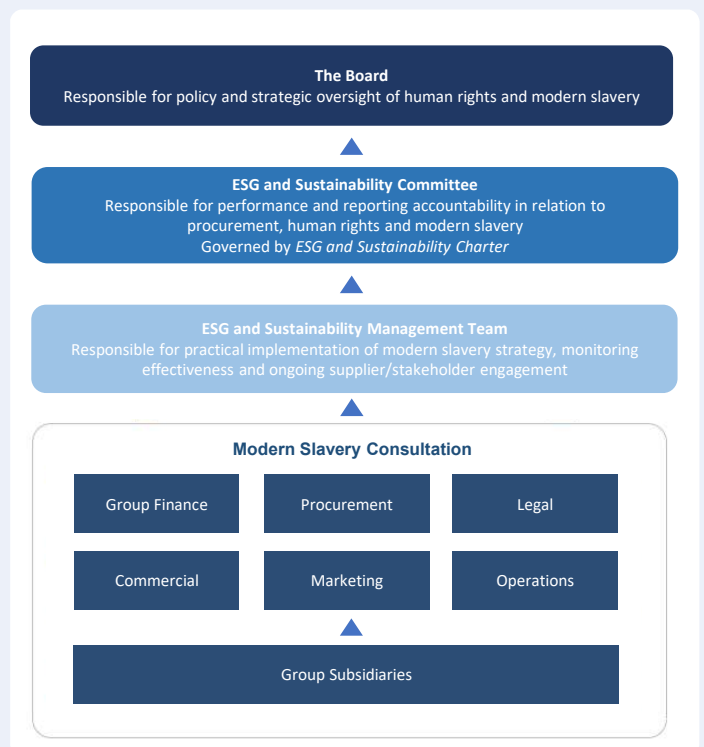 The Board
Responsible for policy and strategic oversight of human rights and modern slavery
ESG and Sustainability Committee
Responsible for performance and reporting accountability in relation to
procurement, human rights and modern slavery
Governed by ESG and Sustainability Charter
ESG and Sustainability Management Team
Responsible for practical implementation of modern slavery strategy, monitoring
effectiveness and ongoing supplier/stakeholder engagement
Modern Slavery Consultation
Group Finance
Procurement
Legal
Commercial
Marketing
Operations
Group Subsidiaries